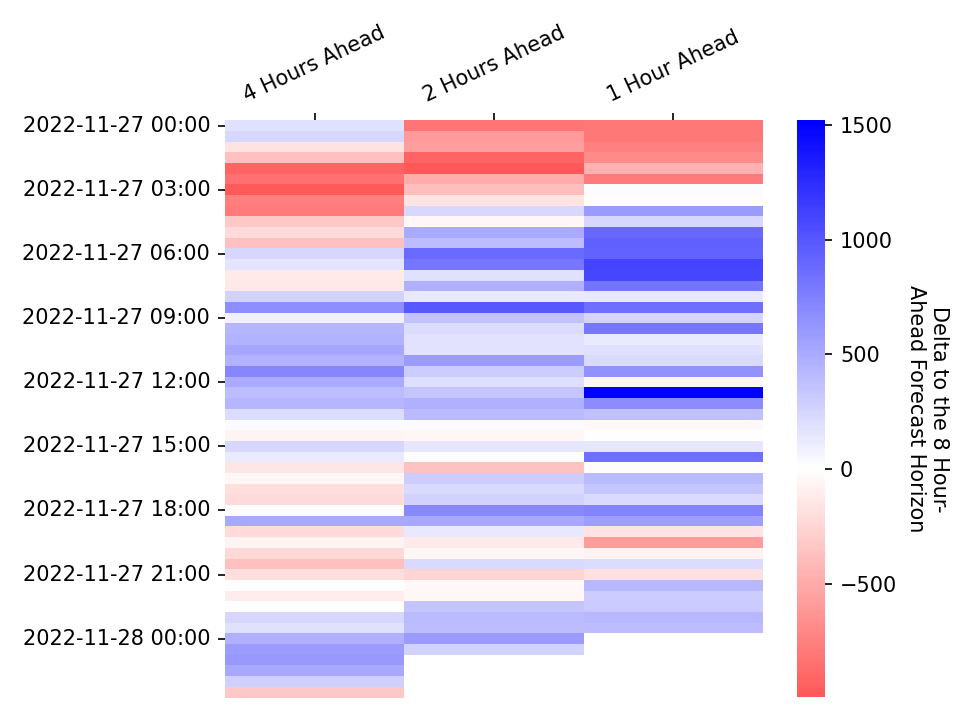 4 Hours Ahead
2 Hours Ahead
1 Hour Ahead
2022-11-27 00:00
2022-11-27 03:00
2022-11-27 06:00
2022-11-27 09:00
2022-11-27 12:00
2022-11-27 15:00
2022-11-27 18:00
2022-11-27 21:00
2022-11-28 00:00
1500
1000
500
0
−500
Delta to the 8 Hour-
Ahead Forecast Horizon